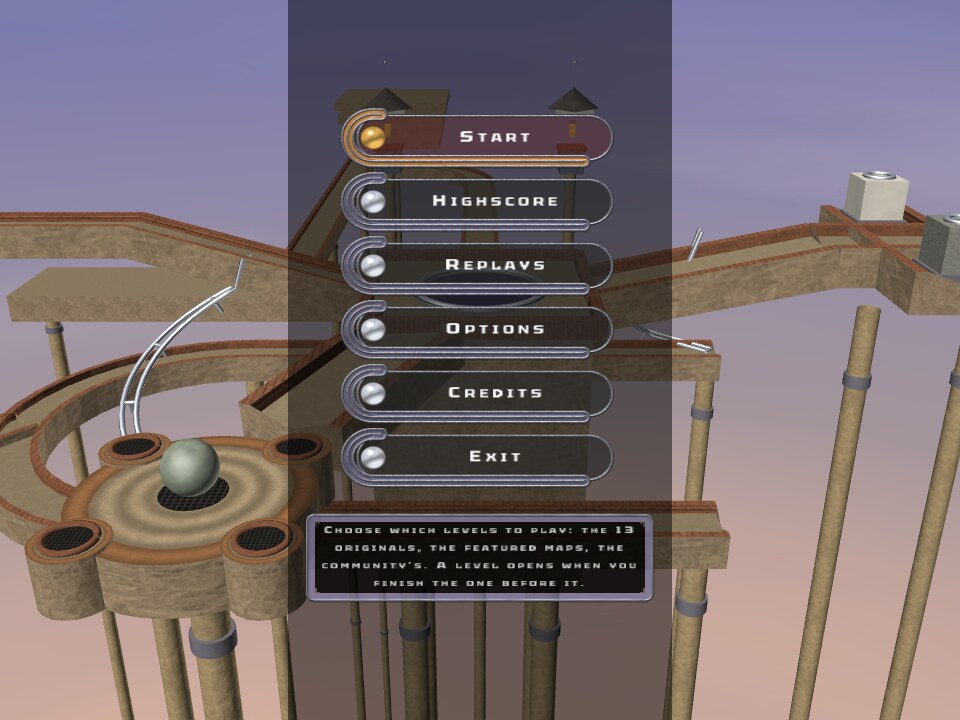 Start
Highscore
Replays
Options
Credits
Exit
Choose which levels to play: the 13
originals, the featured maps, the
community's. A level opens when you
finish the one before it.